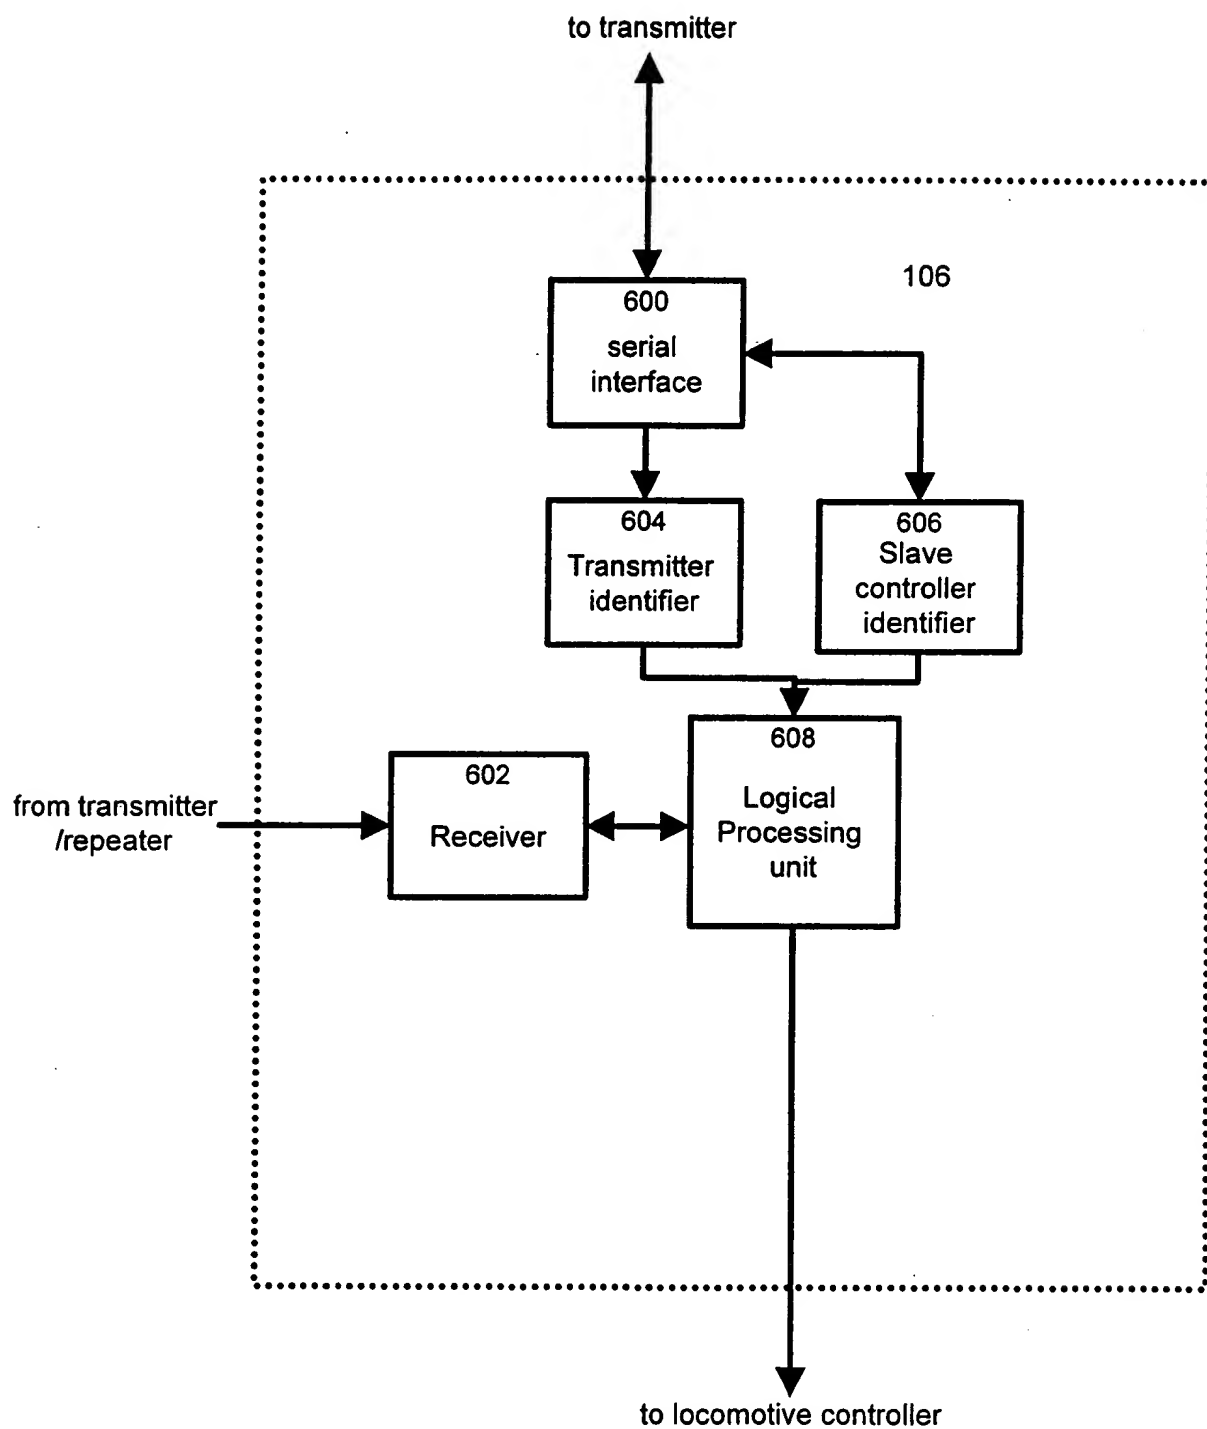 to transmitter
106
600
serial
interface
604
Transmitter
identifier
606
Slave
controller
identifier
608
Logical
Processing
unit
602
Receiver
from transmitter
/repeater
to locomotive controller